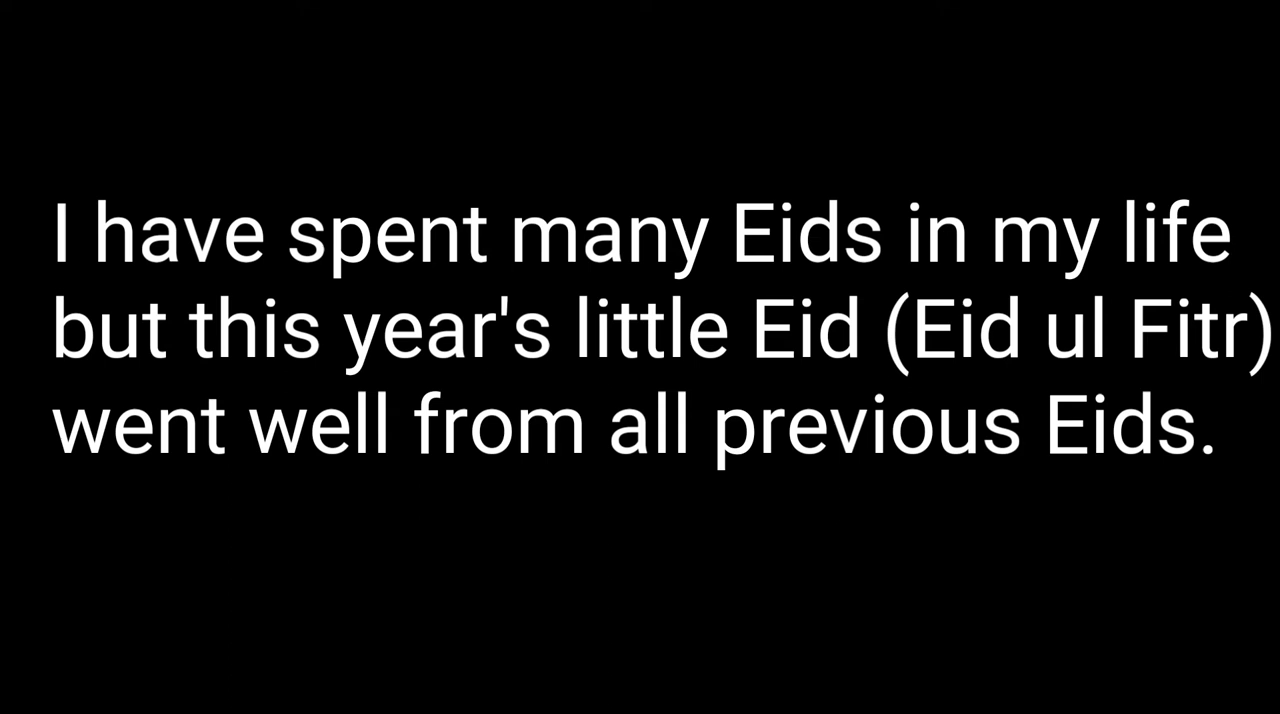 I have spent many Eids in my life
but this year's little Eid (Eid ul Fitr)
went well from all previous Eids.